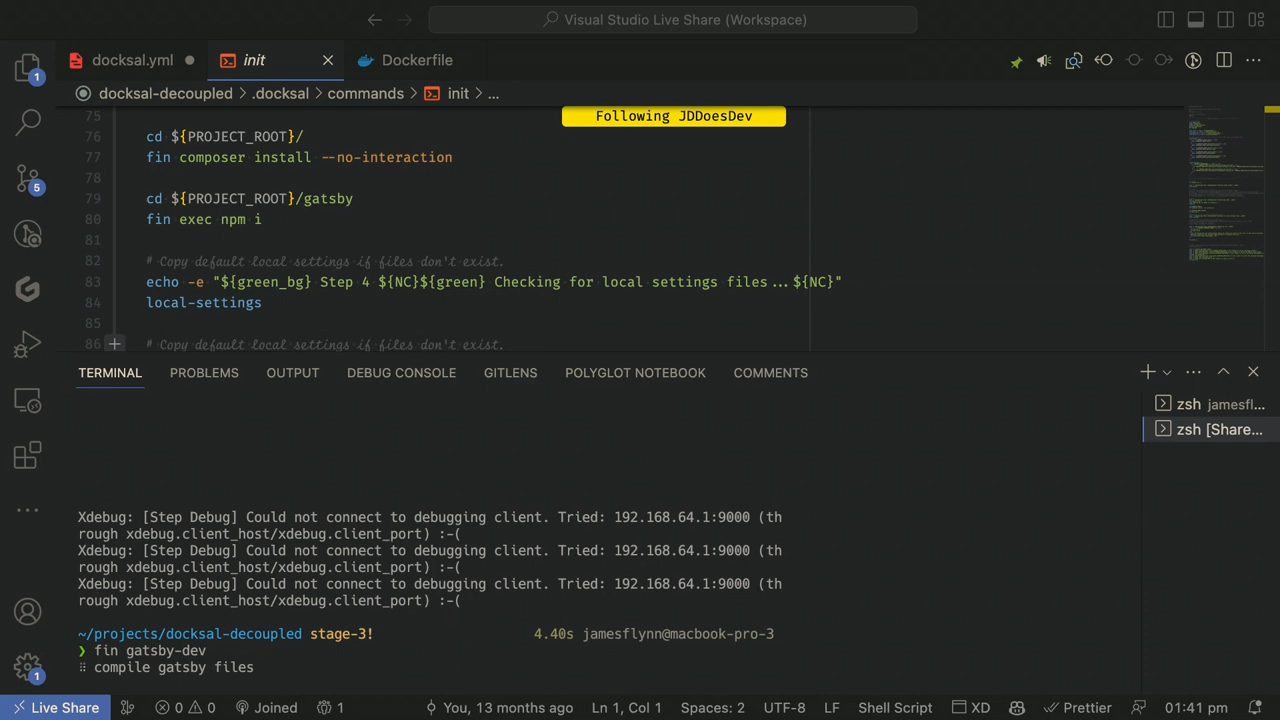 Visual Studio Live Share (Workspace)
docksal.yml
init
Dockerfile
1
docksal-decoupled > .docksal > commands > init > ...
Following JDDoesDev
75
76 cd ${PROJECT_ROOT}/
77 fin composer install --no-interaction
78
79 cd ${PROJECT_ROOT}/gatsby
80 fin exec npm i
81
82 # Copy default local settings if files don't exist.
83 echo -e "${green_bg} Step 4 ${NC}${green} Checking for local settings files...${NC}"
84 local-settings
85
86 # Copy default local settings if files don't exist.
5
TERMINAL PROBLEMS OUTPUT DEBUG CONSOLE GITLENS POLYGLOT NOTEBOOK COMMENTS
zsh jamesfl...
zsh [Share...
Xdebug: [Step Debug] Could not connect to debugging client. Tried: 192.168.64.1:9000 (th
rough xdebug.client_host/xdebug.client_port) :-(
Xdebug: [Step Debug] Could not connect to debugging client. Tried: 192.168.64.1:9000 (th
rough xdebug.client_host/xdebug.client_port) :-(
Xdebug: [Step Debug] Could not connect to debugging client. Tried: 192.168.64.1:9000 (th
rough xdebug.client_host/xdebug.client_port) :-(
~/projects/docksal-decoupled stage-3! 4.40s jamesflynn@macbook-pro-3
❯ fin gatsby-dev
⠿ compile gatsby files
1
Live Share 0 0 Joined 1 You, 13 months ago Ln 1, Col 1 Spaces: 2 UTF-8 LF Shell Script XD Prettier 01:41 pm